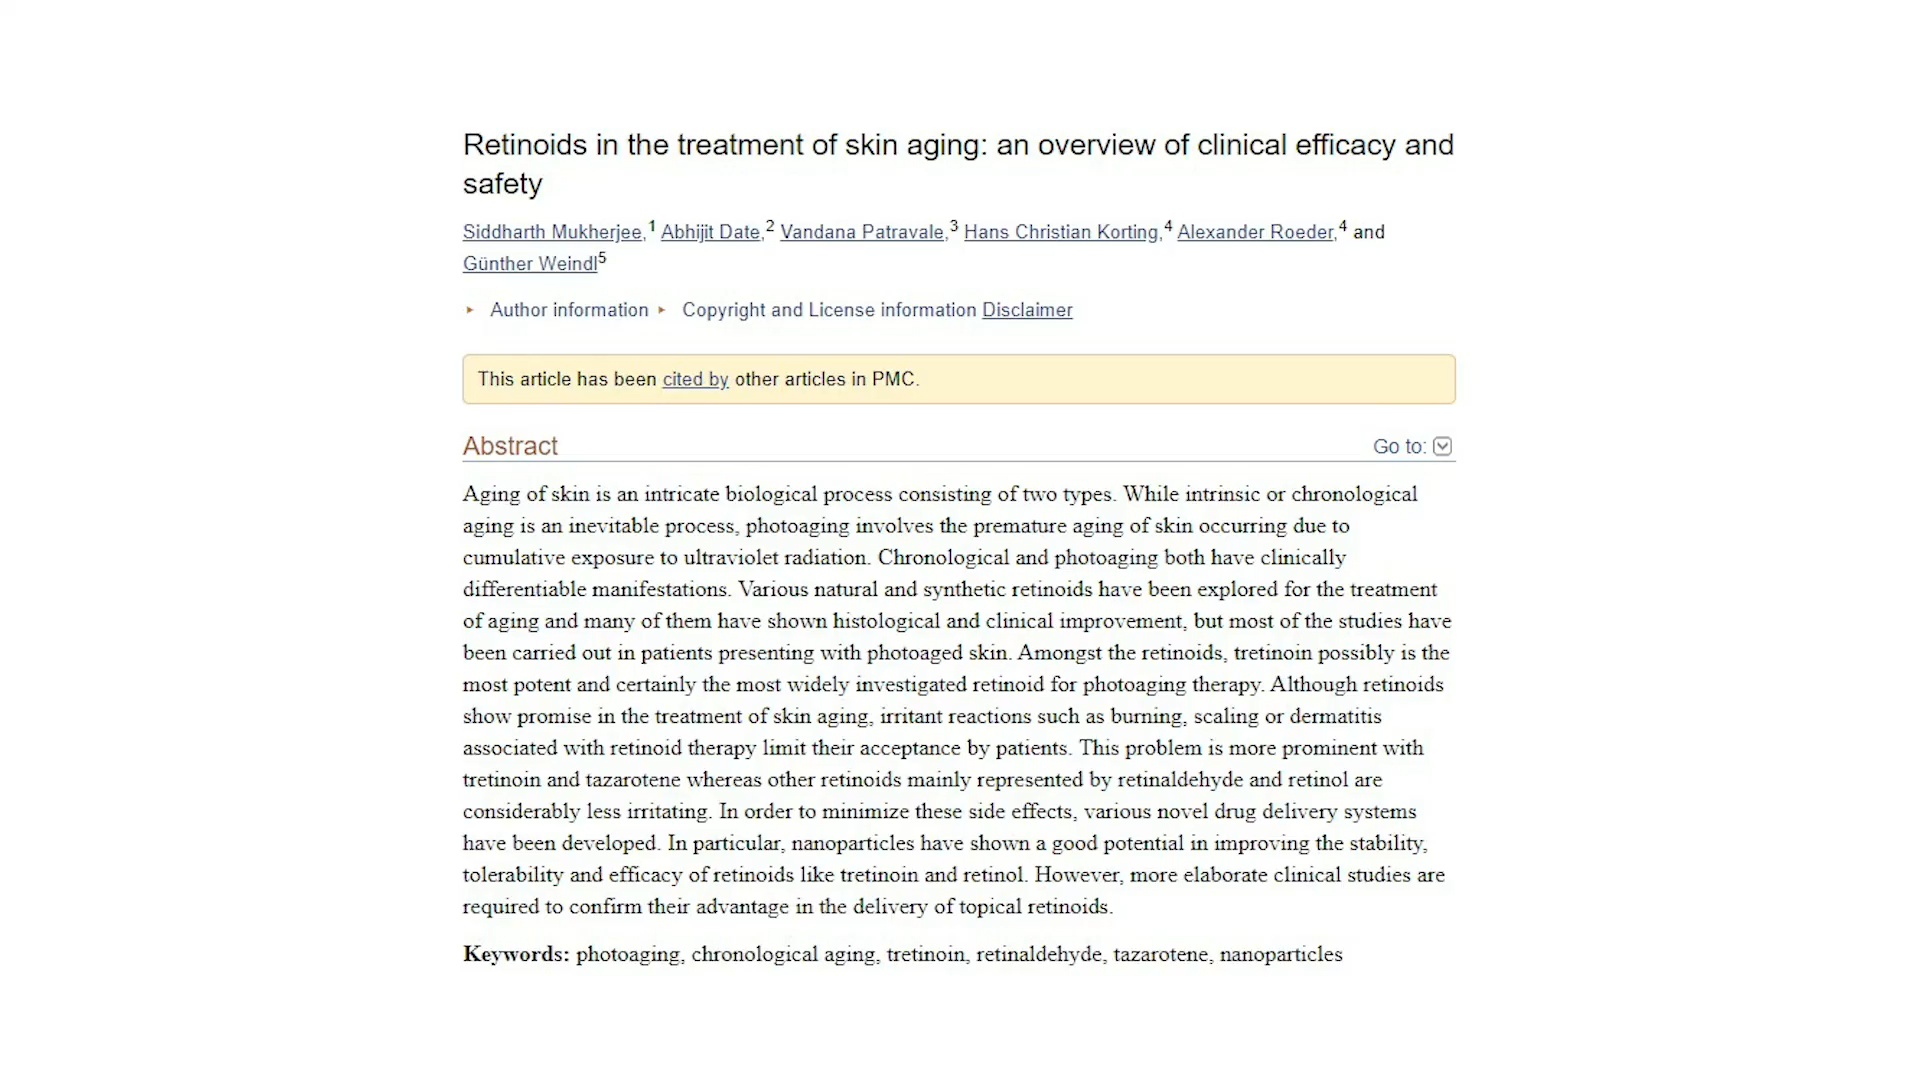 Retinoids in the treatment of skin aging: an overview of clinical efficacy and
safety
Siddharth Mukherjee,1 Abhijit Date,2 Vandana Patravale,3 Hans Christian Korting,4 Alexander Roeder,4 and
Günther Weindl5
▸ Author information ▸ Copyright and License information Disclaimer
This article has been cited by other articles in PMC.
Abstract Go to:
Aging of skin is an intricate biological process consisting of two types. While intrinsic or chronological
aging is an inevitable process, photoaging involves the premature aging of skin occurring due to
cumulative exposure to ultraviolet radiation. Chronological and photoaging both have clinically
differentiable manifestations. Various natural and synthetic retinoids have been explored for the treatment
of aging and many of them have shown histological and clinical improvement, but most of the studies have
been carried out in patients presenting with photoaged skin. Amongst the retinoids, tretinoin possibly is the
most potent and certainly the most widely investigated retinoid for photoaging therapy. Although retinoids
show promise in the treatment of skin aging, irritant reactions such as burning, scaling or dermatitis
associated with retinoid therapy limit their acceptance by patients. This problem is more prominent with
tretinoin and tazarotene whereas other retinoids mainly represented by retinaldehyde and retinol are
considerably less irritating. In order to minimize these side effects, various novel drug delivery systems
have been developed. In particular, nanoparticles have shown a good potential in improving the stability,
tolerability and efficacy of retinoids like tretinoin and retinol. However, more elaborate clinical studies are
required to confirm their advantage in the delivery of topical retinoids.
Keywords: photoaging, chronological aging, tretinoin, retinaldehyde, tazarotene, nanoparticles